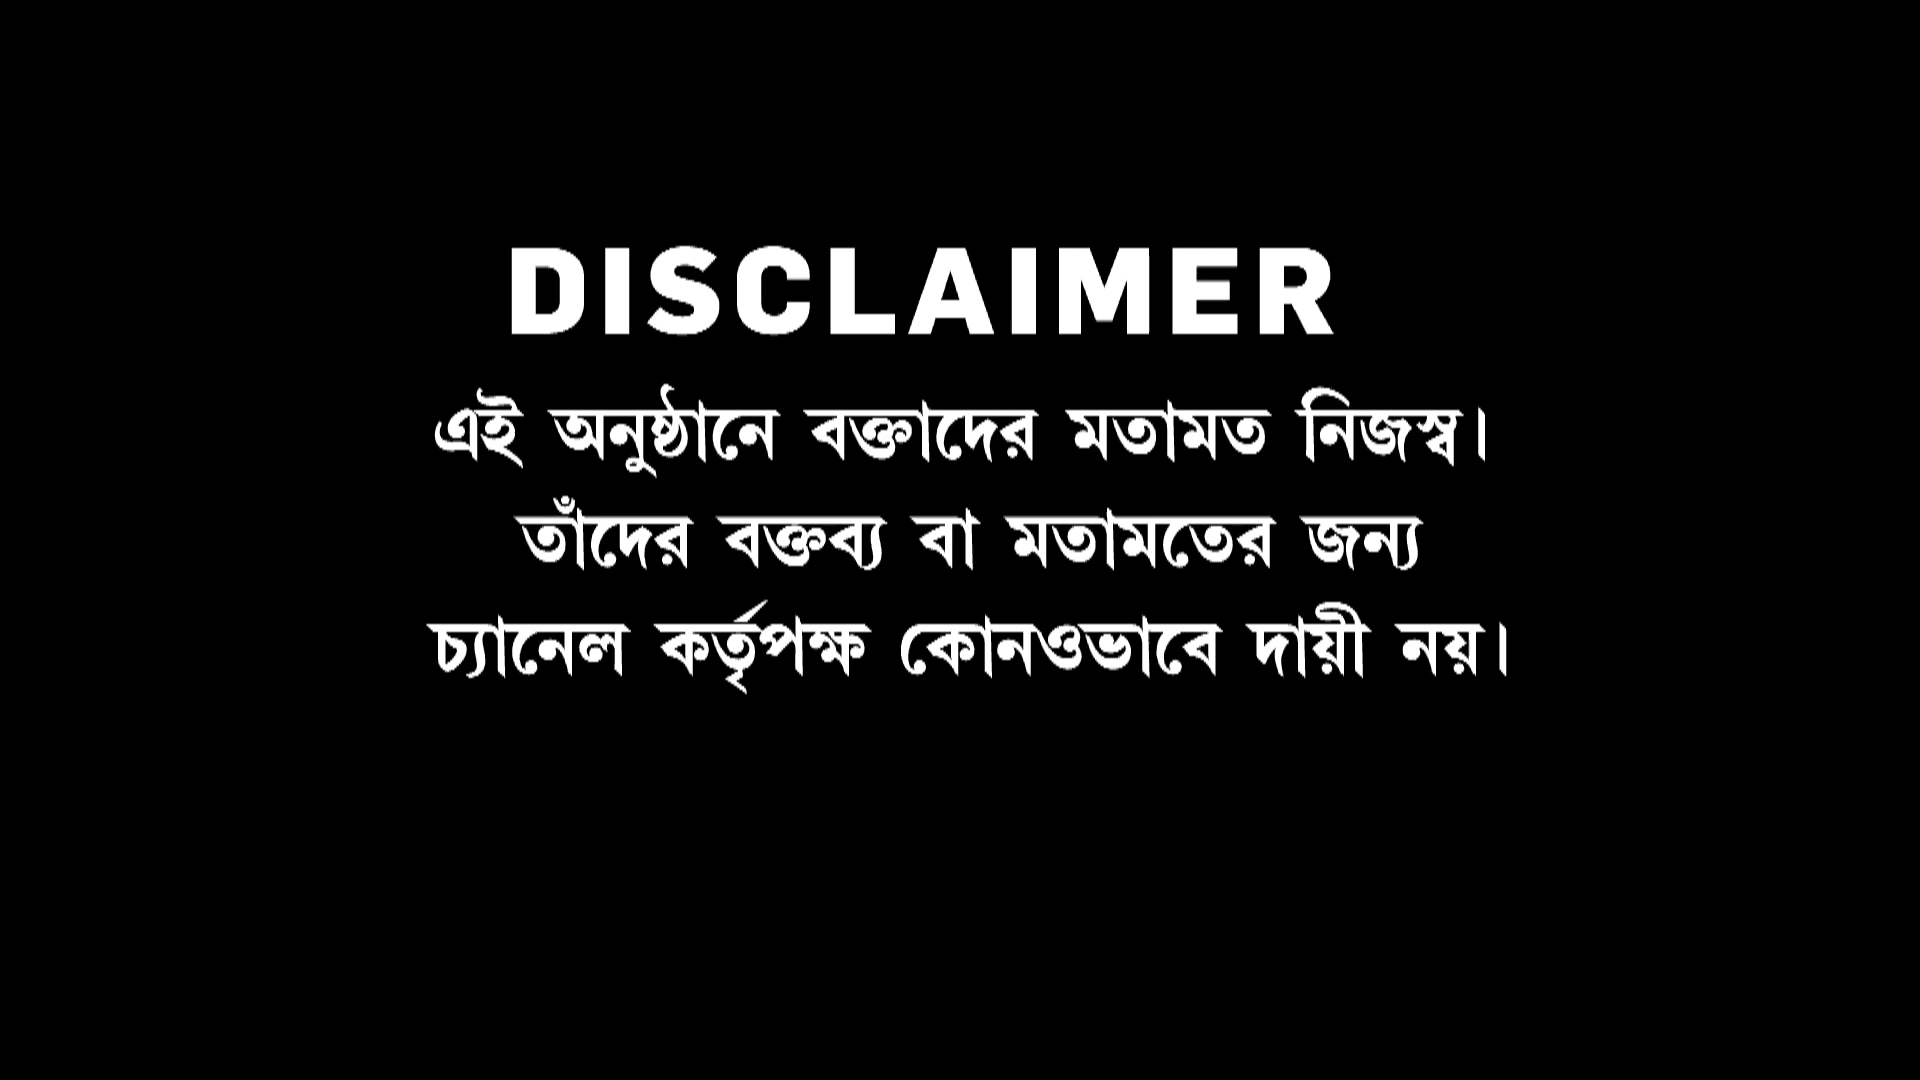 DISCLAIMER
এই অনুষ্ঠানে বক্তাদের মতামত নিজস্ব।
তাঁদের বক্তব্য বা মতামতের জন্য
চ্যানেল কর্তৃপক্ষ কোনওভাবে দায়ী নয়।